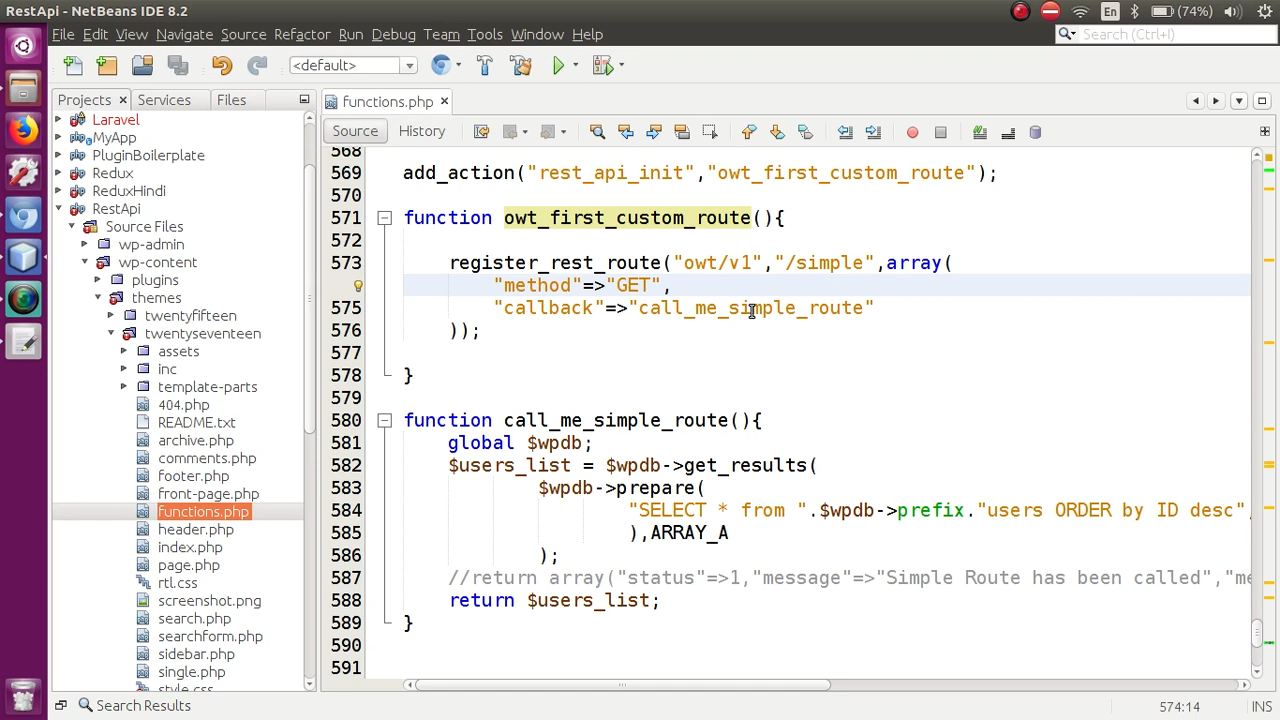 RestApi - NetBeans IDE 8.2
En
(74%)
File Edit View Navigate Source Refactor Run Debug Team Tools Window Help
Search (Ctrl+I)
<default>
Projects
Services
Files
functions.php
Source
History
Laravel
MyApp
PluginBoilerplate
Redux
ReduxHindi
RestApi
Source Files
wp-admin
wp-content
plugins
themes
twentyfifteen
twentyseventeen
assets
inc
template-parts
404.php
README.txt
archive.php
comments.php
footer.php
front-page.php
functions.php
header.php
index.php
page.php
rtl.css
screenshot.png
search.php
searchform.php
sidebar.php
single.php
style.css
568
569 add_action("rest_api_init","owt_first_custom_route");
570
571 function owt_first_custom_route(){
572
573 register_rest_route("owt/v1","/simple",array(
"method"=>"GET",
575 "callback"=>"call_me_simple_route"
576 ));
577
578 }
579
580 function call_me_simple_route(){
581 global $wpdb;
582 $users_list = $wpdb->get_results(
583 $wpdb->prepare(
584 "SELECT * from ".$wpdb->prefix."users ORDER by ID desc",
585 ),ARRAY_A
586 );
587 //return array("status"=>1,"message"=>"Simple Route has been called","me
588 return $users_list;
589 }
590
591
Search Results
574:14
INS